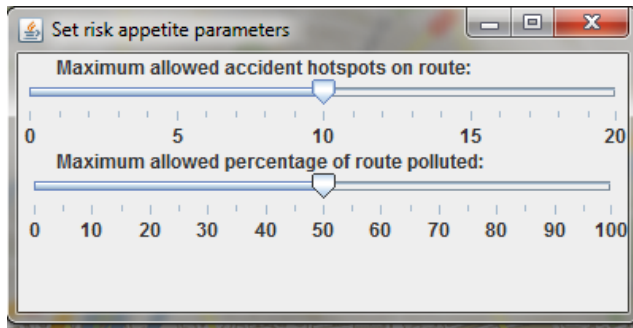 Set risk appetite parameters
Maximum allowed accident hotspots on route:
0 5 10 15 20
Maximum allowed percentage of route polluted:
0 10 20 30 40 50 60 70 80 90 100